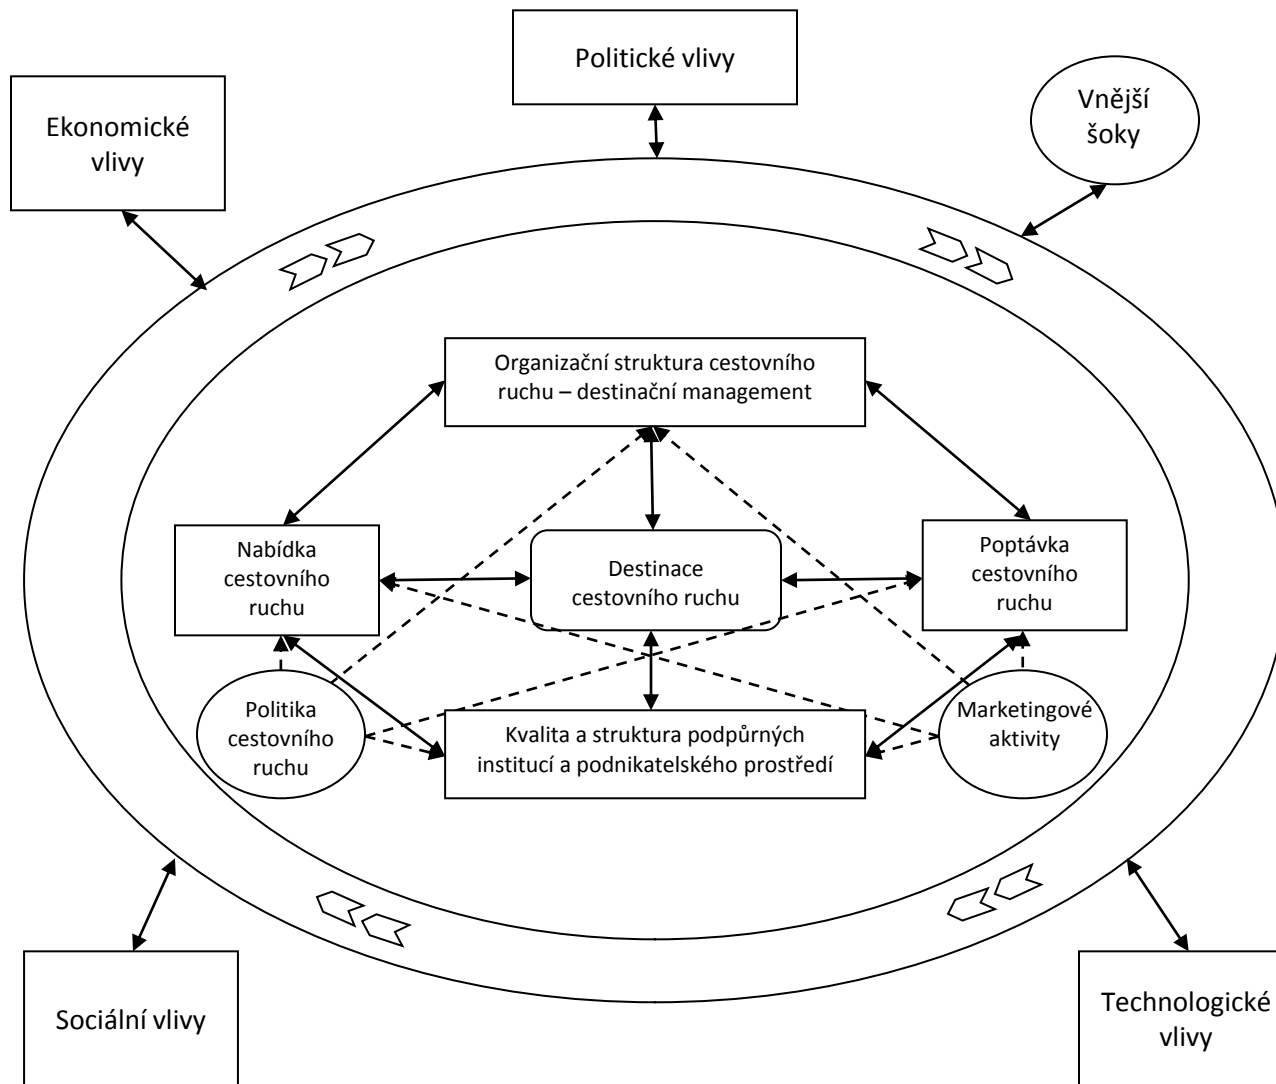 Politické vlivy
Ekonomické
vlivy
Vnější
šoky
Organizační struktura cestovního
ruchu – destinační management
Nabídka
cestovního
ruchu
Destinace
cestovního ruchu
Poptávka
cestovního
ruchu
Politika
cestovního
ruchu
Kvalita a struktura podpůrných
institucí a podnikatelského prostředí
Marketingové
aktivity
Sociální vlivy
Technologické
vlivy